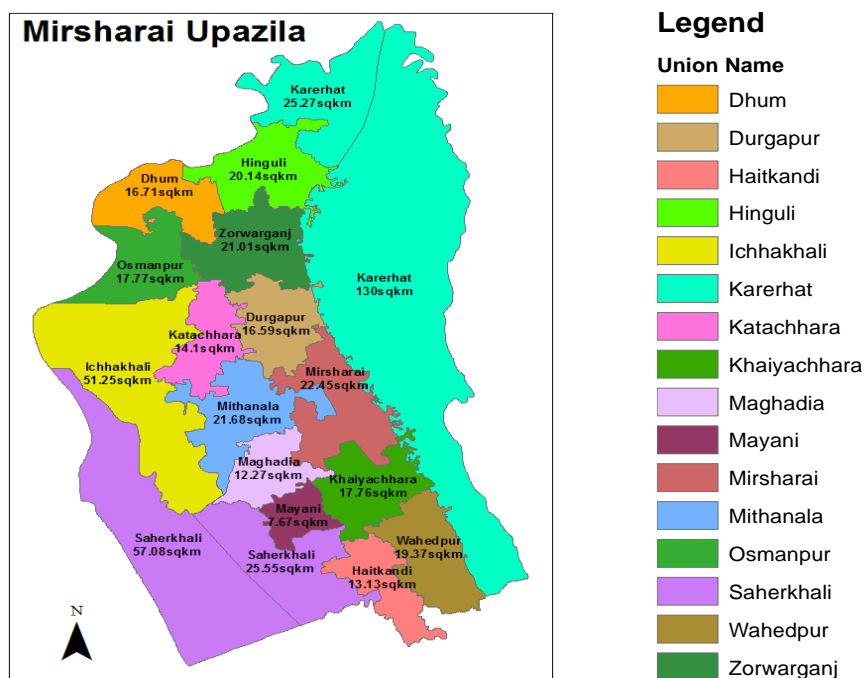 Mirsharai Upazila
Karerhat
25.27sqkm
Hinguli
20.14sqkm
Dhum
16.71sqkm
Zorwarganj
21.01sqkm
Osmanpur
17.77sqkm
Karerhat
130sqkm
Durgapur
16.59sqkm
Katachhara
14.1sqkm
Ichhakhali
51.25sqkm
Mirsharai
22.45sqkm
Mithanala
21.68sqkm
Maghadia
12.27sqkm
Khaiyachhara
17.76sqkm
Mayani
7.67sqkm
Saherkhali
57.08sqkm
Saherkhali
25.55sqkm
Wahedpur
19.37sqkm
Haitkandi
13.13sqkm
N
Legend
Union Name
Dhum
Durgapur
Haitkandi
Hinguli
Ichhakhali
Karerhat
Katachhara
Khaiyachhara
Maghadia
Mayani
Mirsharai
Mithanala
Osmanpur
Saherkhali
Wahedpur
Zorwarganj